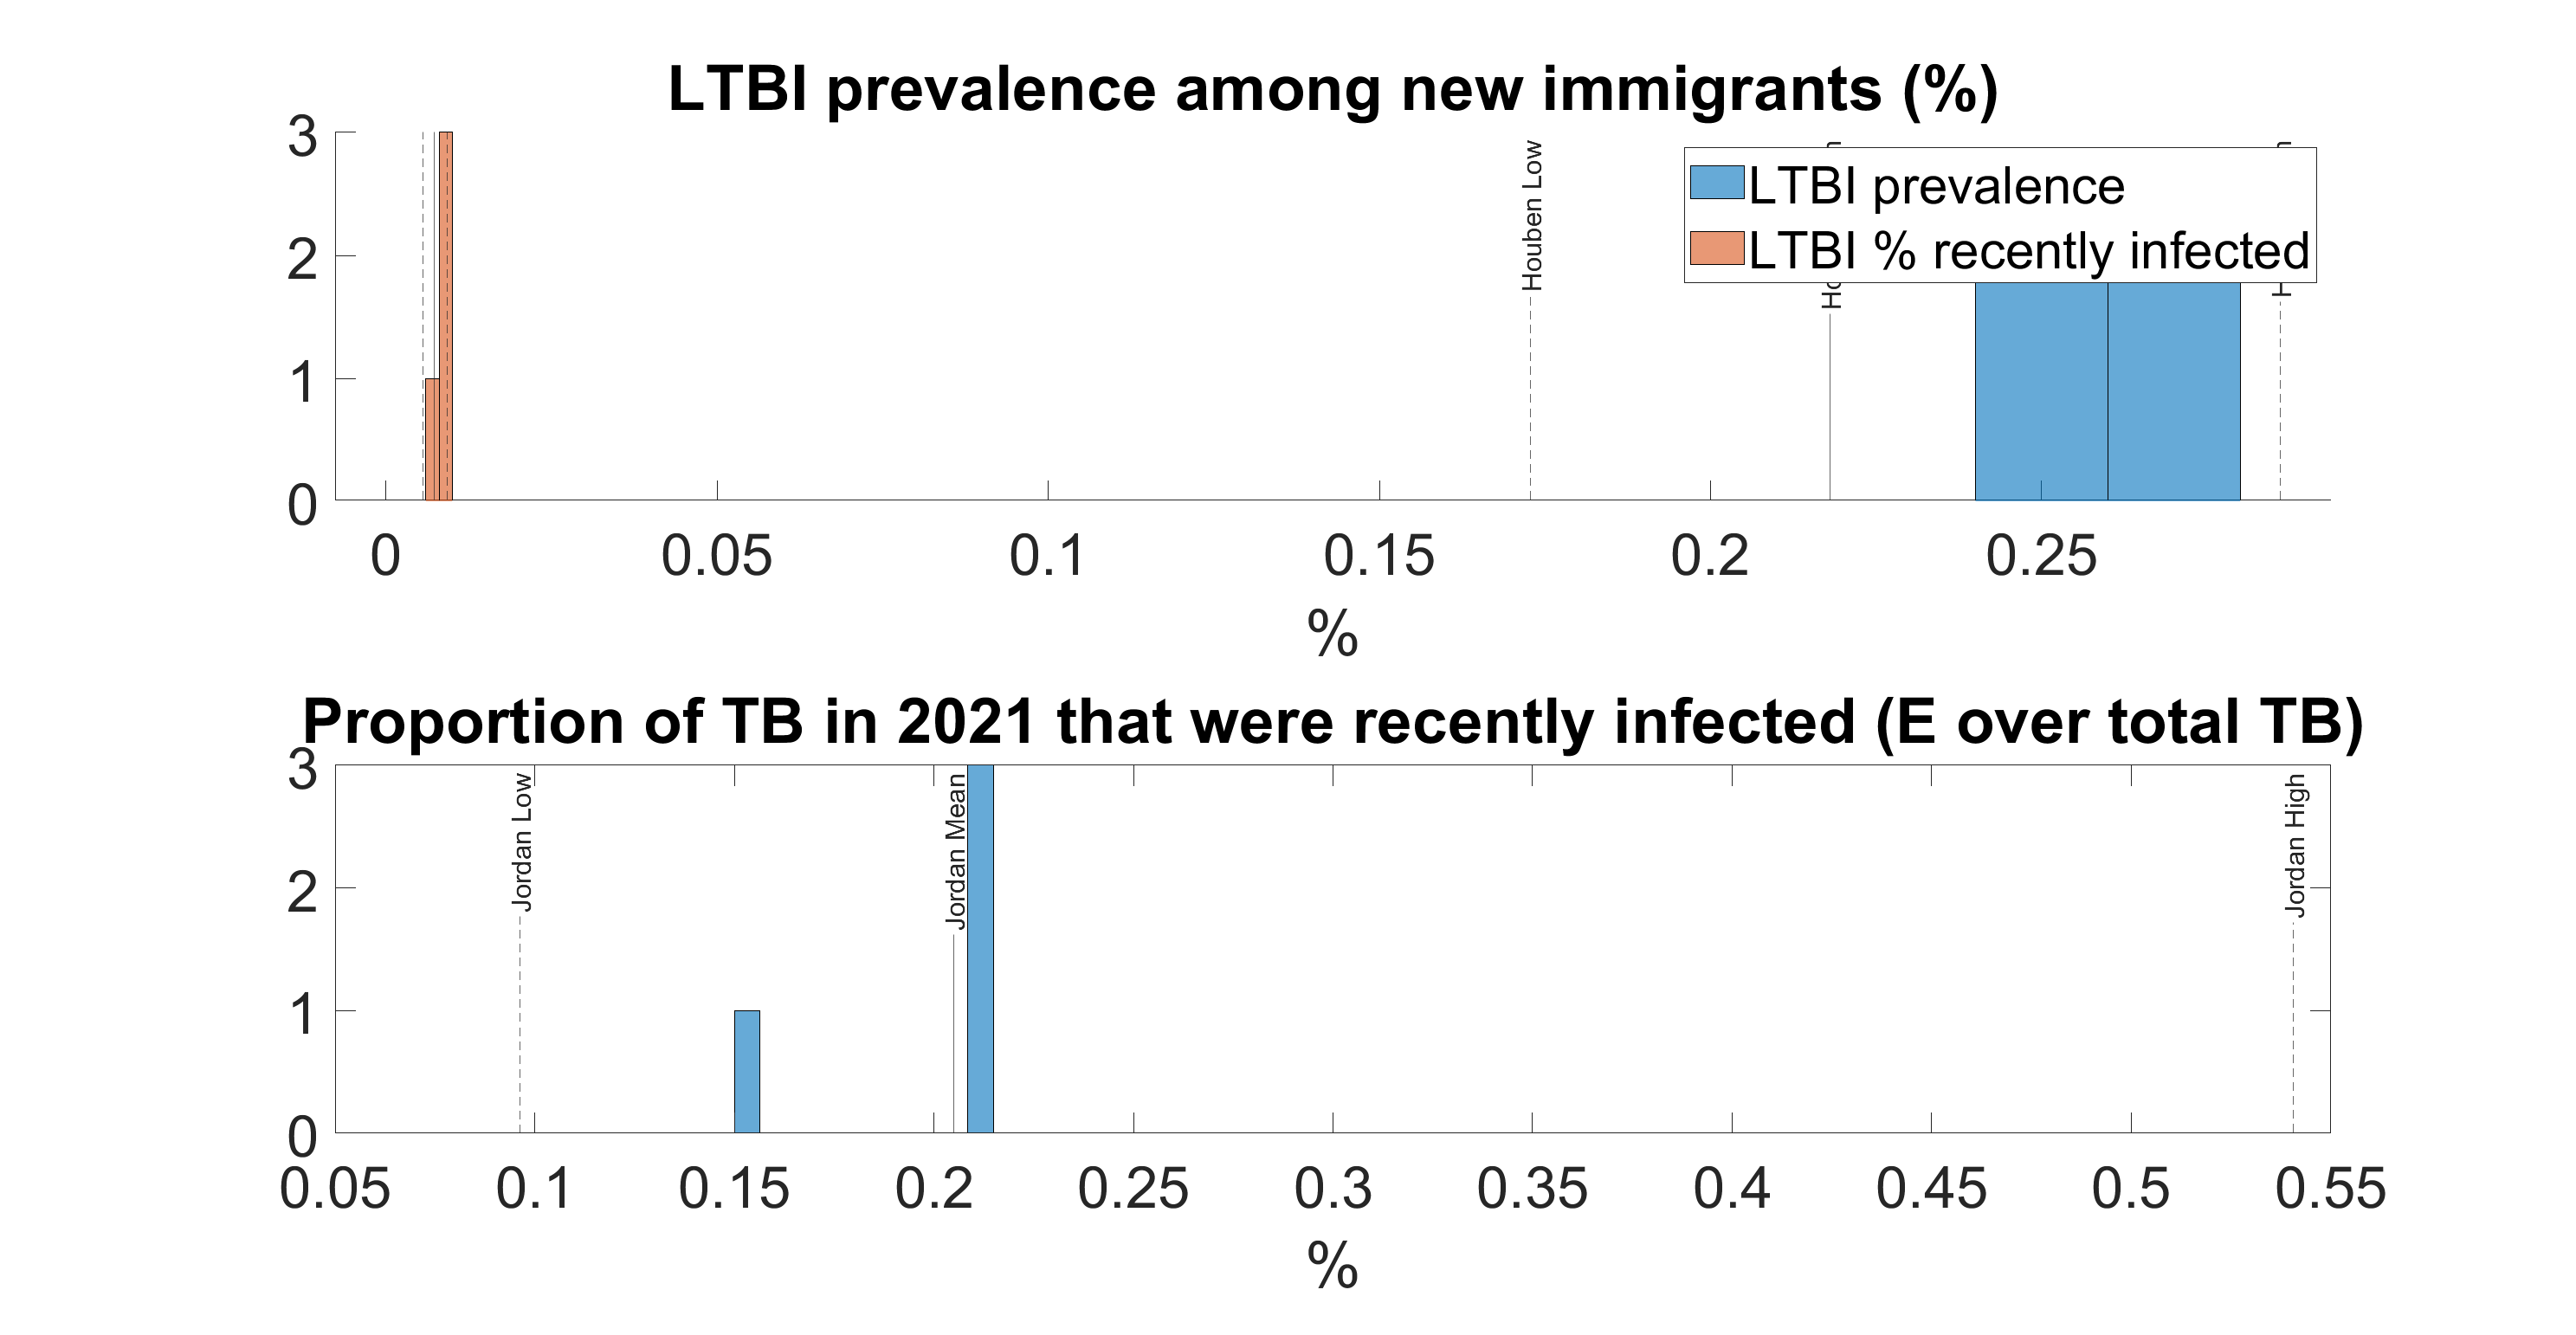 LTBI prevalence among new immigrants (%)
3
2
1
0
Houben Low
LTBI prevalence
LTBI % recently infected
0 0.05 0.1 0.15 0.2 0.25
%
Proportion of TB in 2021 that were recently infected (E over total TB)
3
2
1
0
Jordan Low
Jordan Mean
Jordan High
0.05 0.1 0.15 0.2 0.25 0.3 0.35 0.4 0.45 0.5 0.55
%